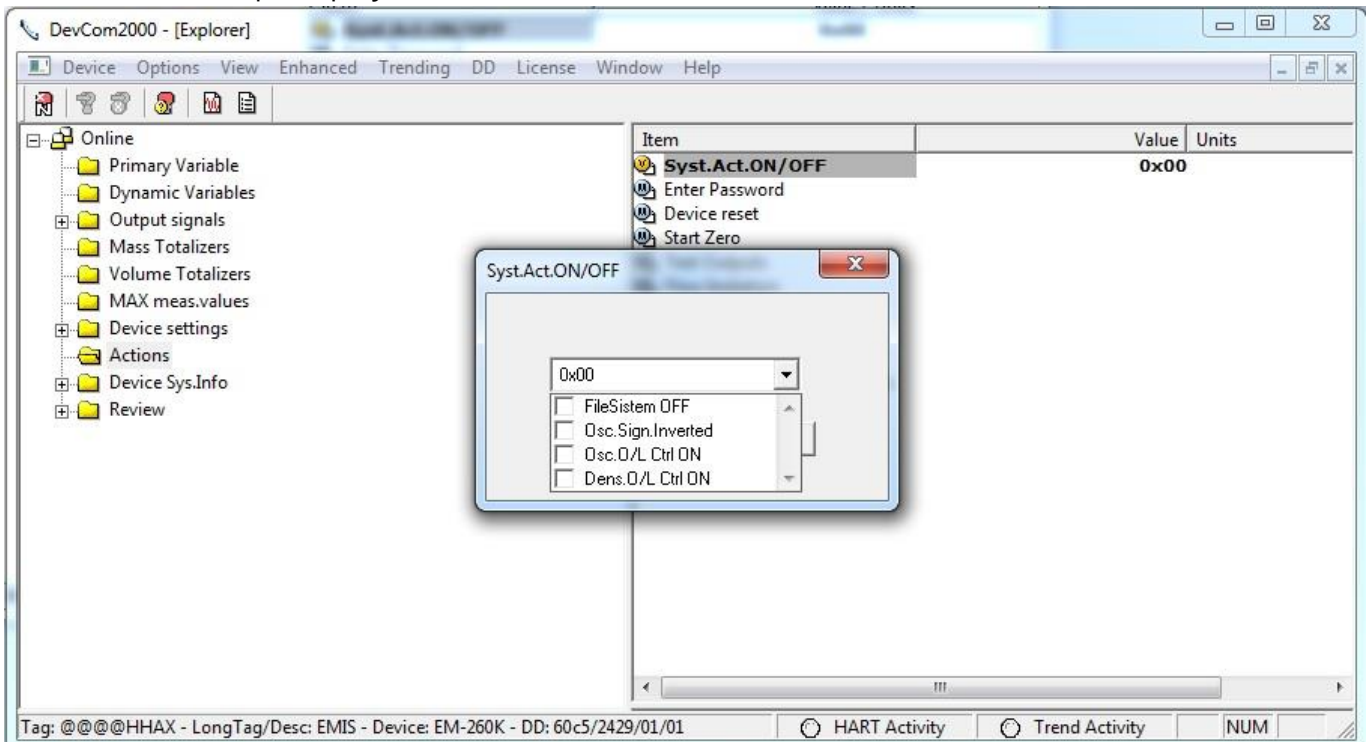 DevCom2000 - [Explorer]
Device Options View Enhanced Trending DD License Window Help
Online
Primary Variable
Dynamic Variables
Output signals
Mass Totalizers
Volume Totalizers
MAX meas.values
Device settings
Actions
Device Sys.Info
Review
Item Value Units
Syst.Act.ON/OFF 0x00
Enter Password
Device reset
Start Zero
Syst.Act.ON/OFF
0x00
FileSistem OFF
Osc.Sign.Inverted
Osc.O/L Ctrl ON
Dens.O/L Ctrl ON
Tag: @@@@HHAX - LongTag/Desc: EMIS - Device: EM-260K - DD: 60c5/2429/01/01 HART Activity Trend Activity NUM